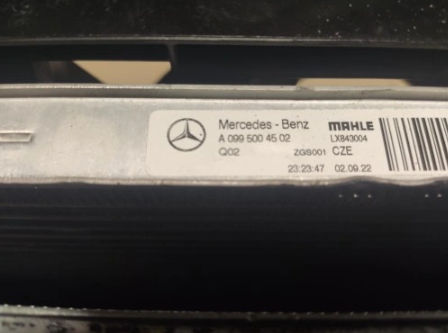 Mercedes - Benz MAHLE
A 099 500 45 02 LX843004
Q02 ZGS001 CZE
23:23:47 02.09.22